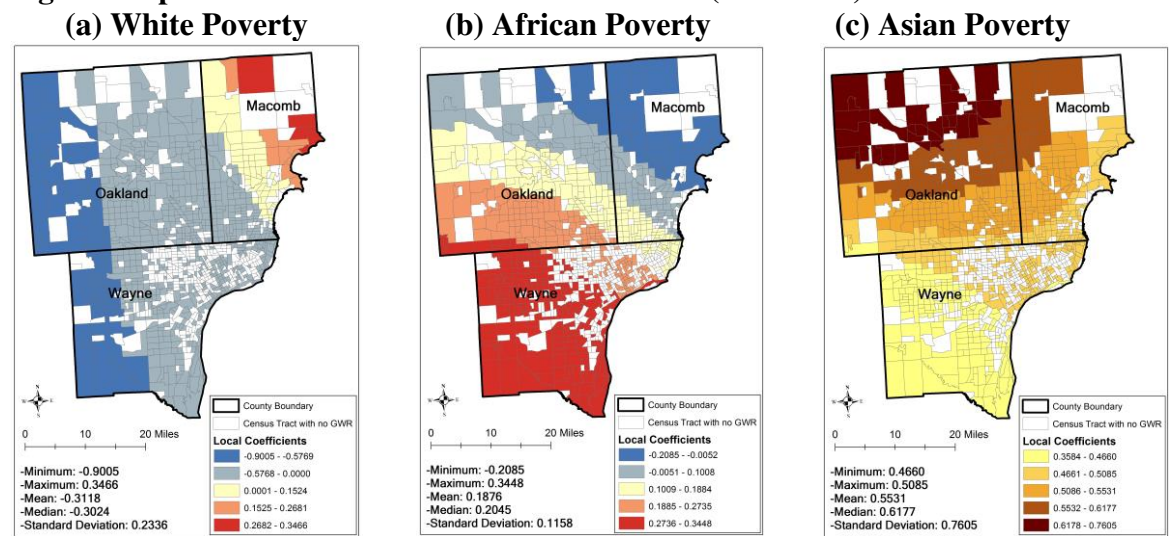 (a) White Poverty
(b) African Poverty
(c) Asian Poverty
Macomb
Oakland
Wayne
N
W E
S
0 10 20 Miles
County Boundary
Census Tract with no GWR
Local Coefficients
-0.9005 - -0.5769
-0.5768 - 0.0000
0.0001 - 0.1524
0.1525 - 0.2681
0.2682 - 0.3466
-Minimum: -0.9005
-Maximum: 0.3466
-Mean: -0.3118
-Median: -0.3024
-Standard Deviation: 0.2336
Macomb
Oakland
Wayne
N
W E
S
0 10 20 Miles
County Boundary
Census Tract with no GWR
Local Coefficients
-0.2085 - -0.0052
-0.0051 - 0.1008
0.1009 - 0.1884
0.1885 - 0.2735
0.2736 - 0.3448
-Minimum: -0.2085
-Maximum: 0.3448
-Mean: 0.1876
-Median: 0.2045
-Standard Deviation: 0.1158
Macomb
Oakland
Wayne
N
W E
S
0 10 20 Miles
County Boundary
Census Tract with no GWR
Local Coefficients
0.3584 - 0.4660
0.4661 - 0.5085
0.5086 - 0.5531
0.5532 - 0.6177
0.6178 - 0.7605
-Minimum: 0.4660
-Maximum: 0.5085
-Mean: 0.5531
-Median: 0.6177
-Standard Deviation: 0.7605